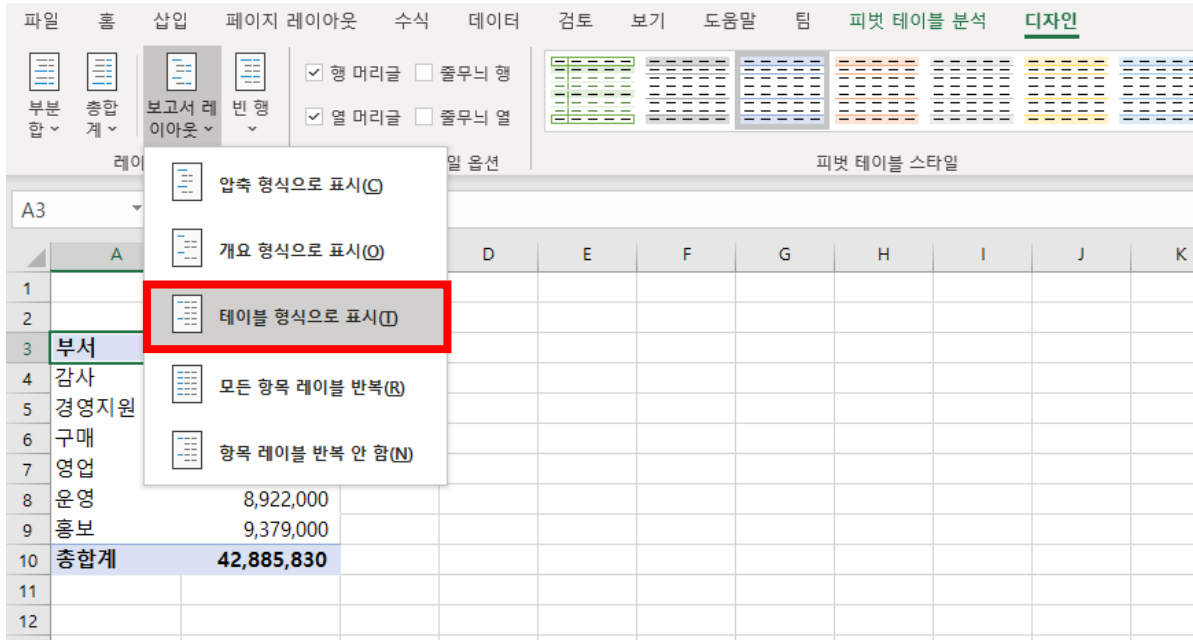 파일 홈 삽입 페이지 레이아웃 수식 데이터 검토 보기 도움말 팀 피벗 테이블 분석 디자인
부분
합
총합
계
보고서 레
이아웃
빈 행
행 머리글 줄무늬 행
열 머리글 줄무늬 열
레이
일 옵션
피벗 테이블 스타일
압축 형식으로 표시(C)
개요 형식으로 표시(O)
테이블 형식으로 표시(T)
모든 항목 레이블 반복(R)
항목 레이블 반복 안 함(N)
A3
A D E F G H I J K
1
2
3 부서
4 감사
5 경영지원
6 구매
7 영업
8 운영 8,922,000
9 홍보 9,379,000
10 총합계 42,885,830
11
12